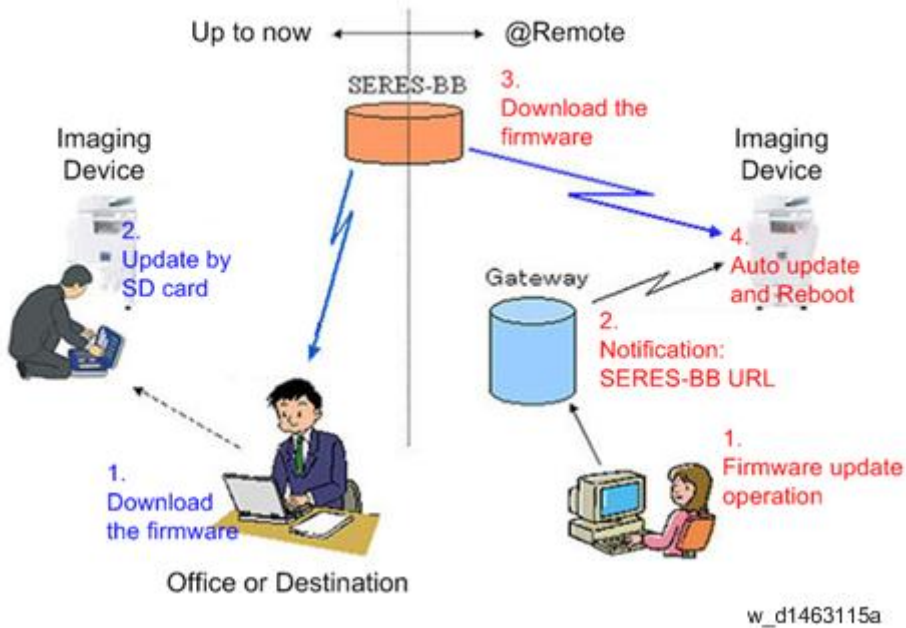 Up to now
@Remote
SERES-BB
3.
Download the
firmware
Imaging
Device
2.
Update by
SD card
Imaging
Device
4.
Auto update
and Reboot
Gateway
2.
Notification:
SERES-BB URL
1.
Firmware update
operation
1.
Download
the firmware
Office or Destination
w_d1463115a